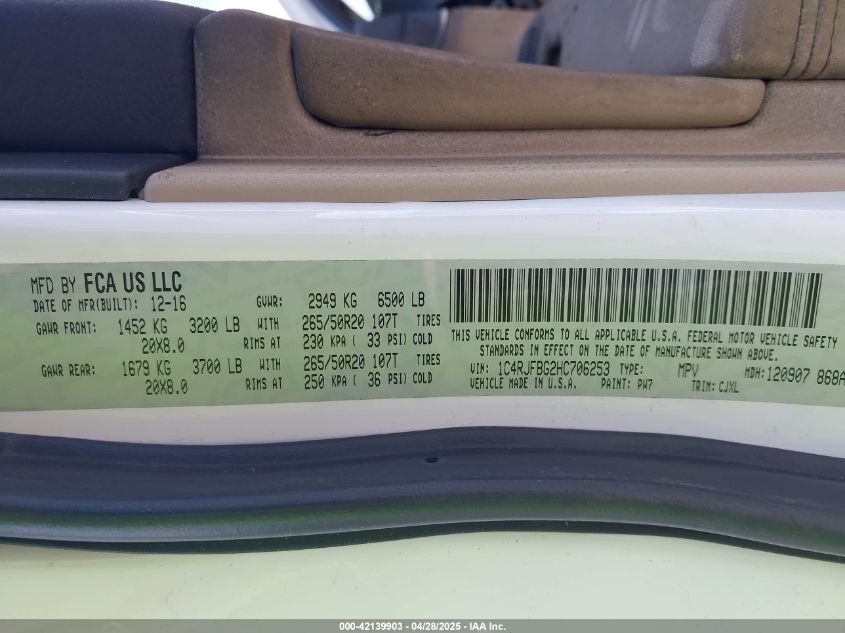 MFD BY FCA US LLC
DATE OF MFR(BUILT): 12-16 GVWR: 2949 KG 6500 LB
GAWR FRONT: 1452 KG 3200 LB WITH 265/50R20 107T TIRES
20X8.0 RIMS AT 230 KPA ( 33 PSI) COLD
GAWR REAR: 1679 KG 3700 LB WITH 265/50R20 107T TIRES
20X8.0 RIMS AT 250 KPA ( 36 PSI) COLD
THIS VEHICLE CONFORMS TO ALL APPLICABLE U.S.A. FEDERAL MOTOR VEHICLE SAFETY
STANDARDS IN EFFECT ON THE DATE OF MANUFACTURE SHOWN ABOVE.
VIN: 1C4RJFBG2HC706253 TYPE: MPV MDH: 120907 868A
VEHICLE MADE IN U.S.A. PAINT: PW7 TRIM: CJXL
000-42139903 / 04/28/2025 - IAA Inc.